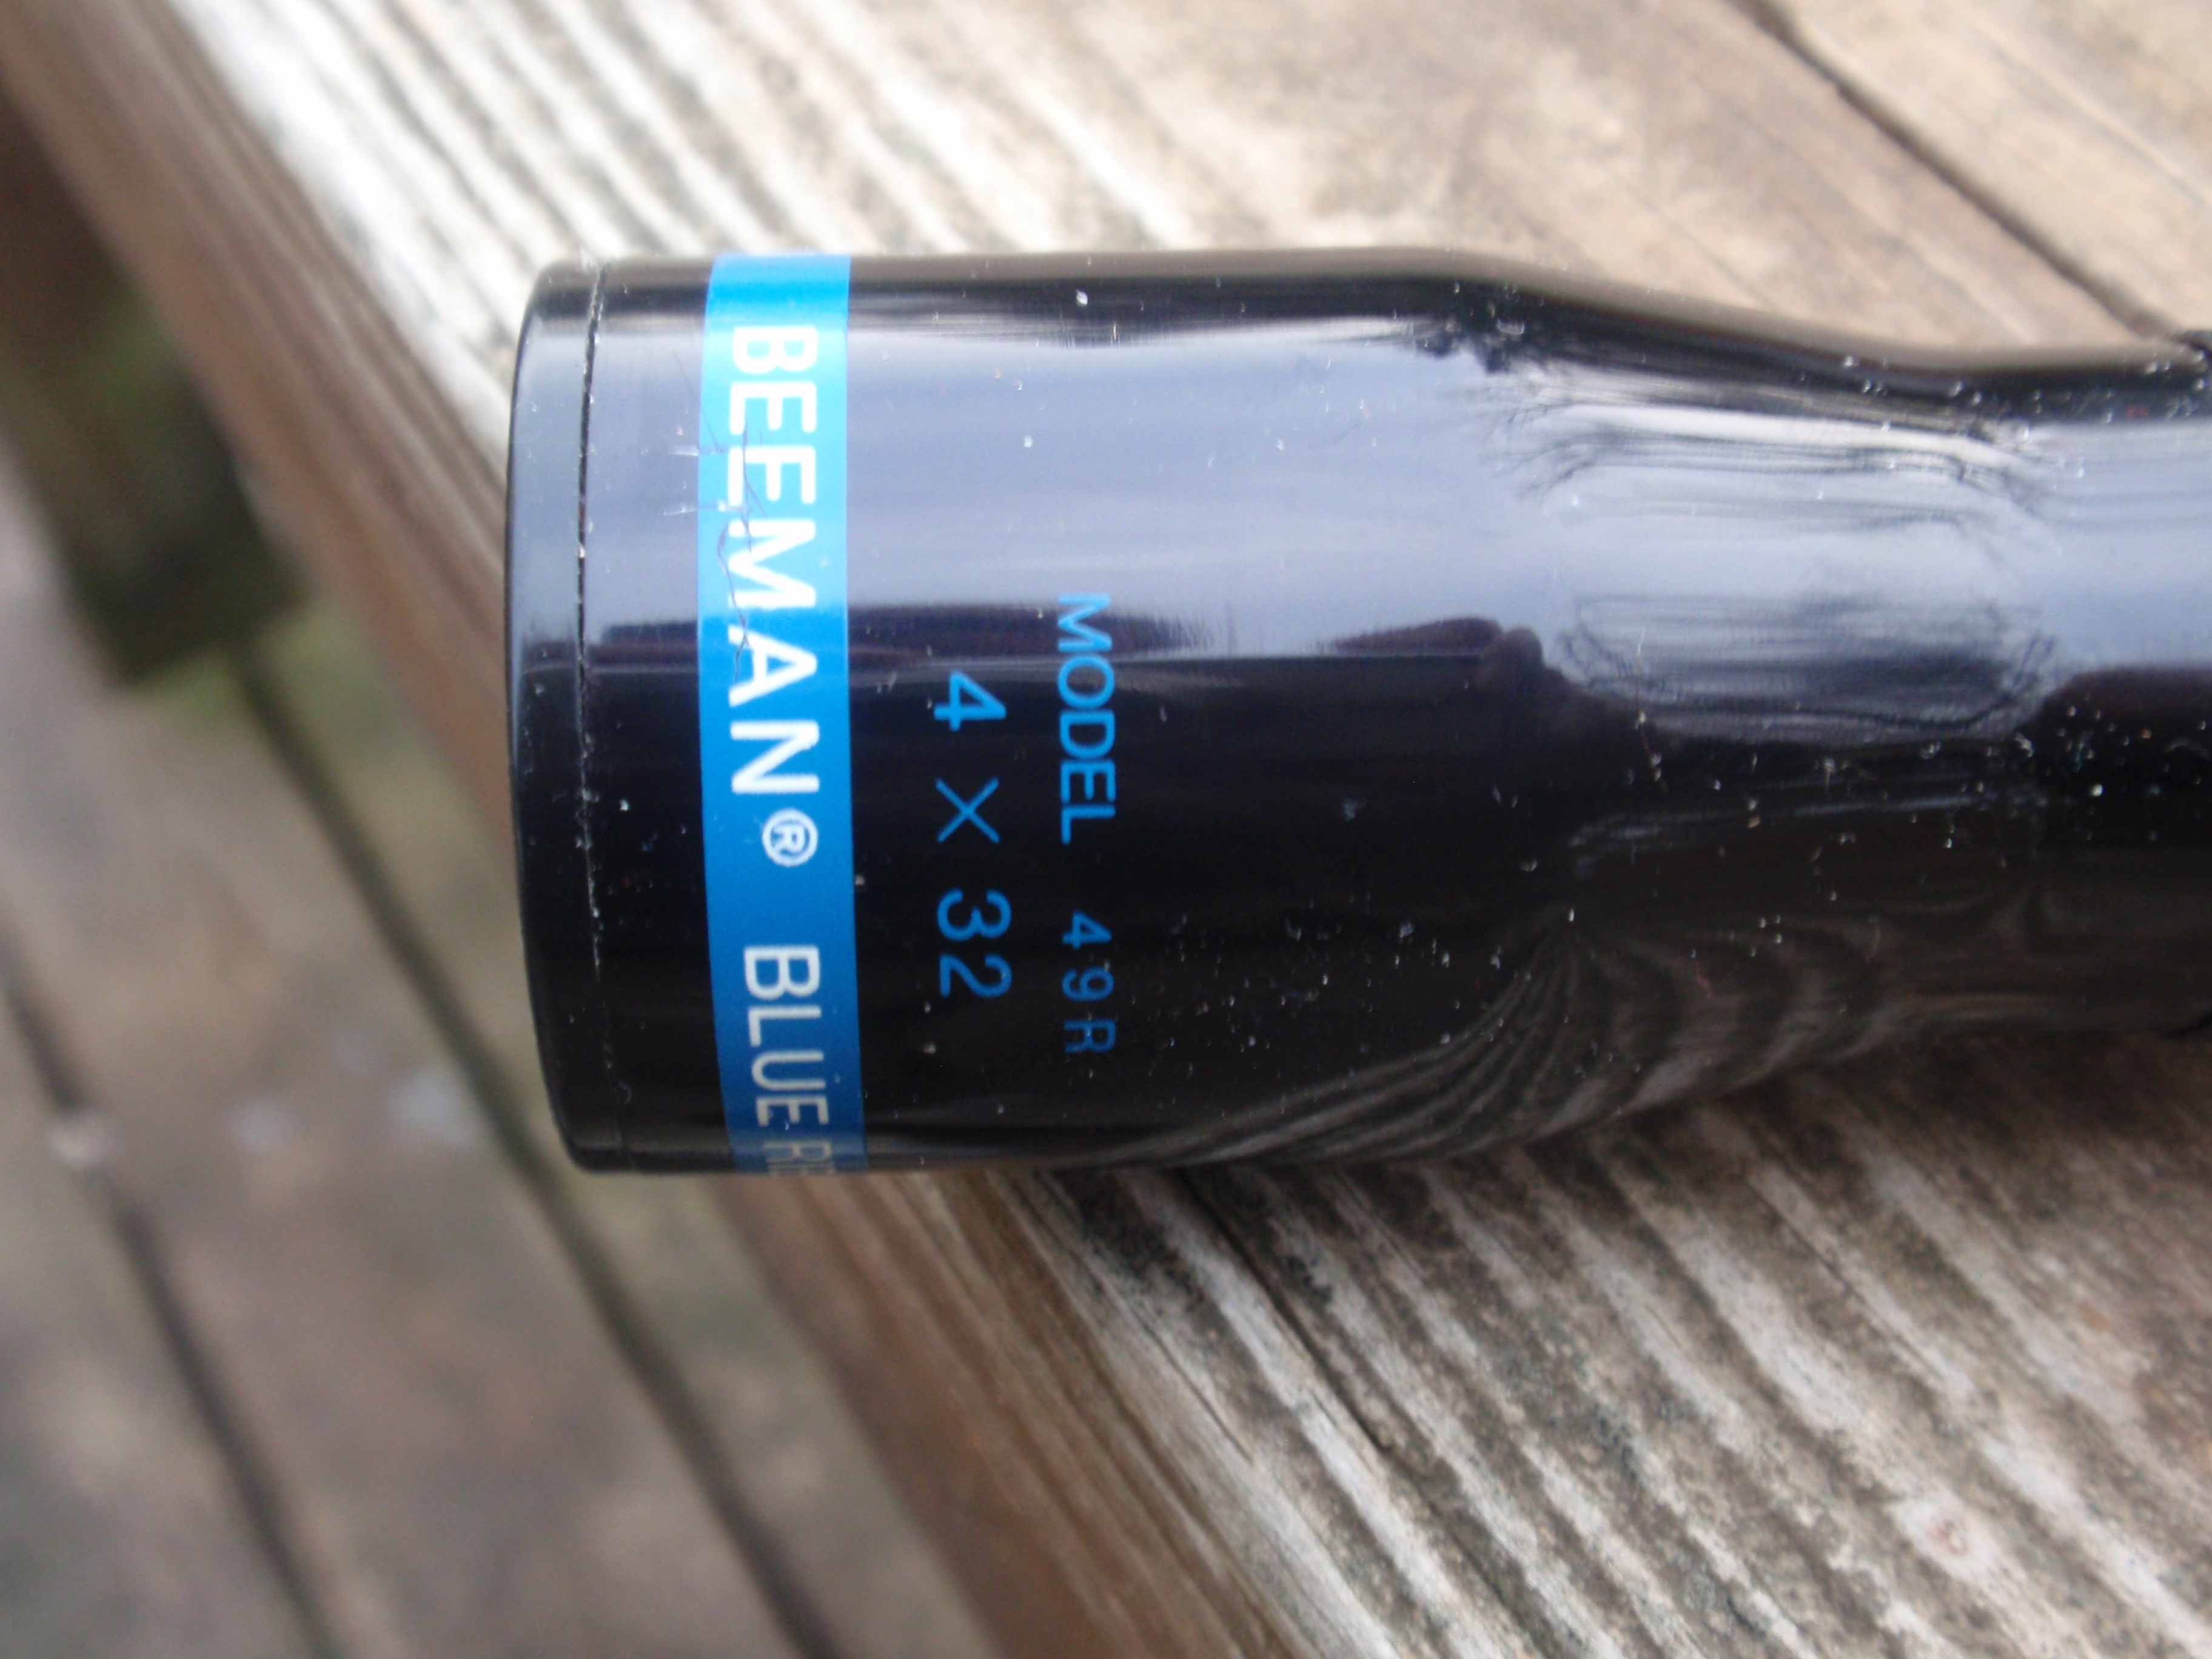 BEEMAN® BLUE
4 × 32
MODEL 49R